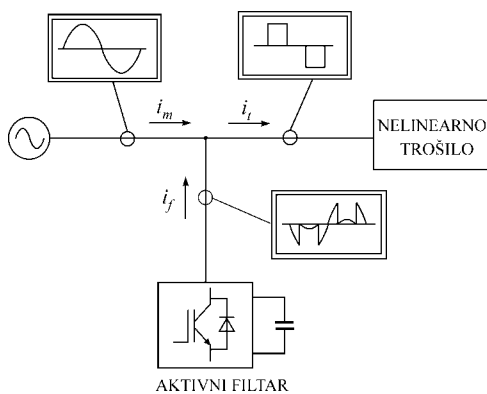 i_m
i_t
NELINEARNO
TROŠILO
i_f
AKTIVNI FILTAR